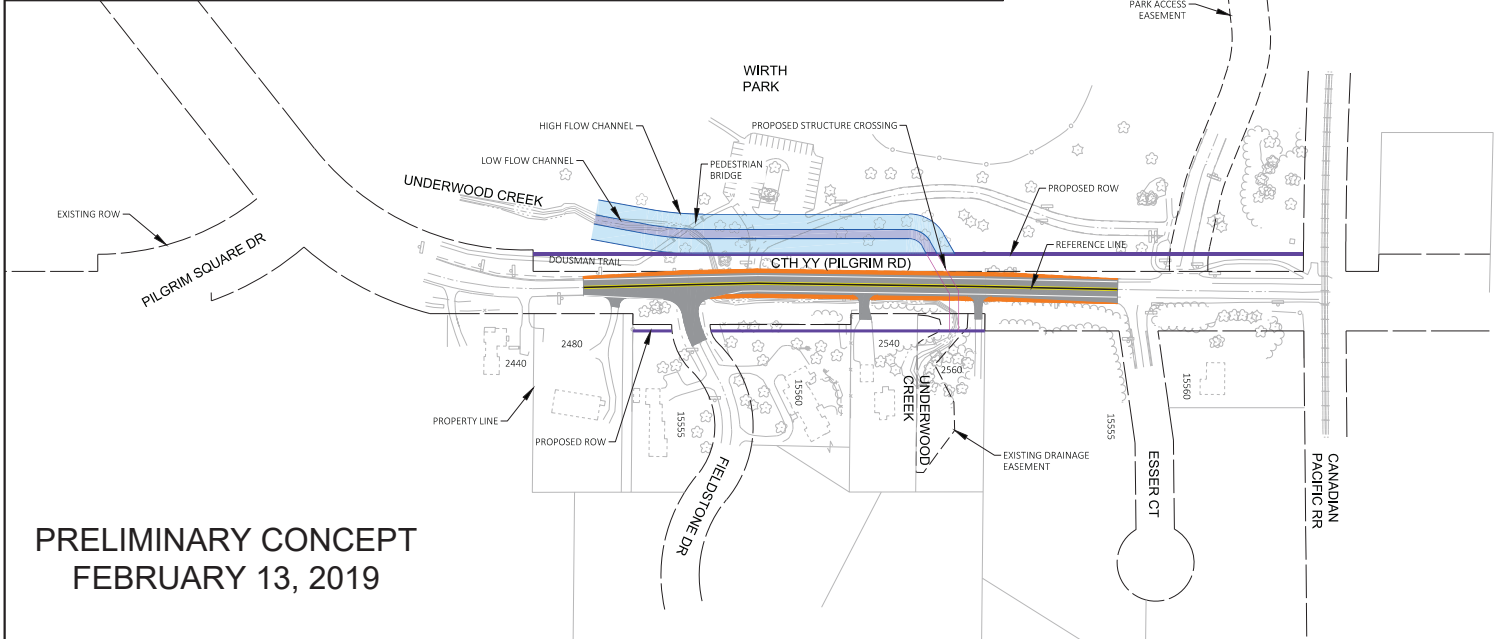 PARK ACCESS
EASEMENT
WIRTH
PARK
HIGH FLOW CHANNEL
PROPOSED STRUCTURE CROSSING
LOW FLOW CHANNEL
PEDESTRIAN
BRIDGE
UNDERWOOD CREEK
PROPOSED ROW
EXISTING ROW
REFERENCE LINE
PILGRIM SQUARE DR
DOUSMAN TRAIL
CTH YY (PILGRIM RD)
2440
2480
2540
2560
15560
15560
15555
15555
UNDERWOOD
CREEK
PROPERTY LINE
PROPOSED ROW
EXISTING DRAINAGE
EASEMENT
FIELDSTONE DR
ESSER CT
CANADIAN
PACIFIC RR
PRELIMINARY CONCEPT
FEBRUARY 13, 2019